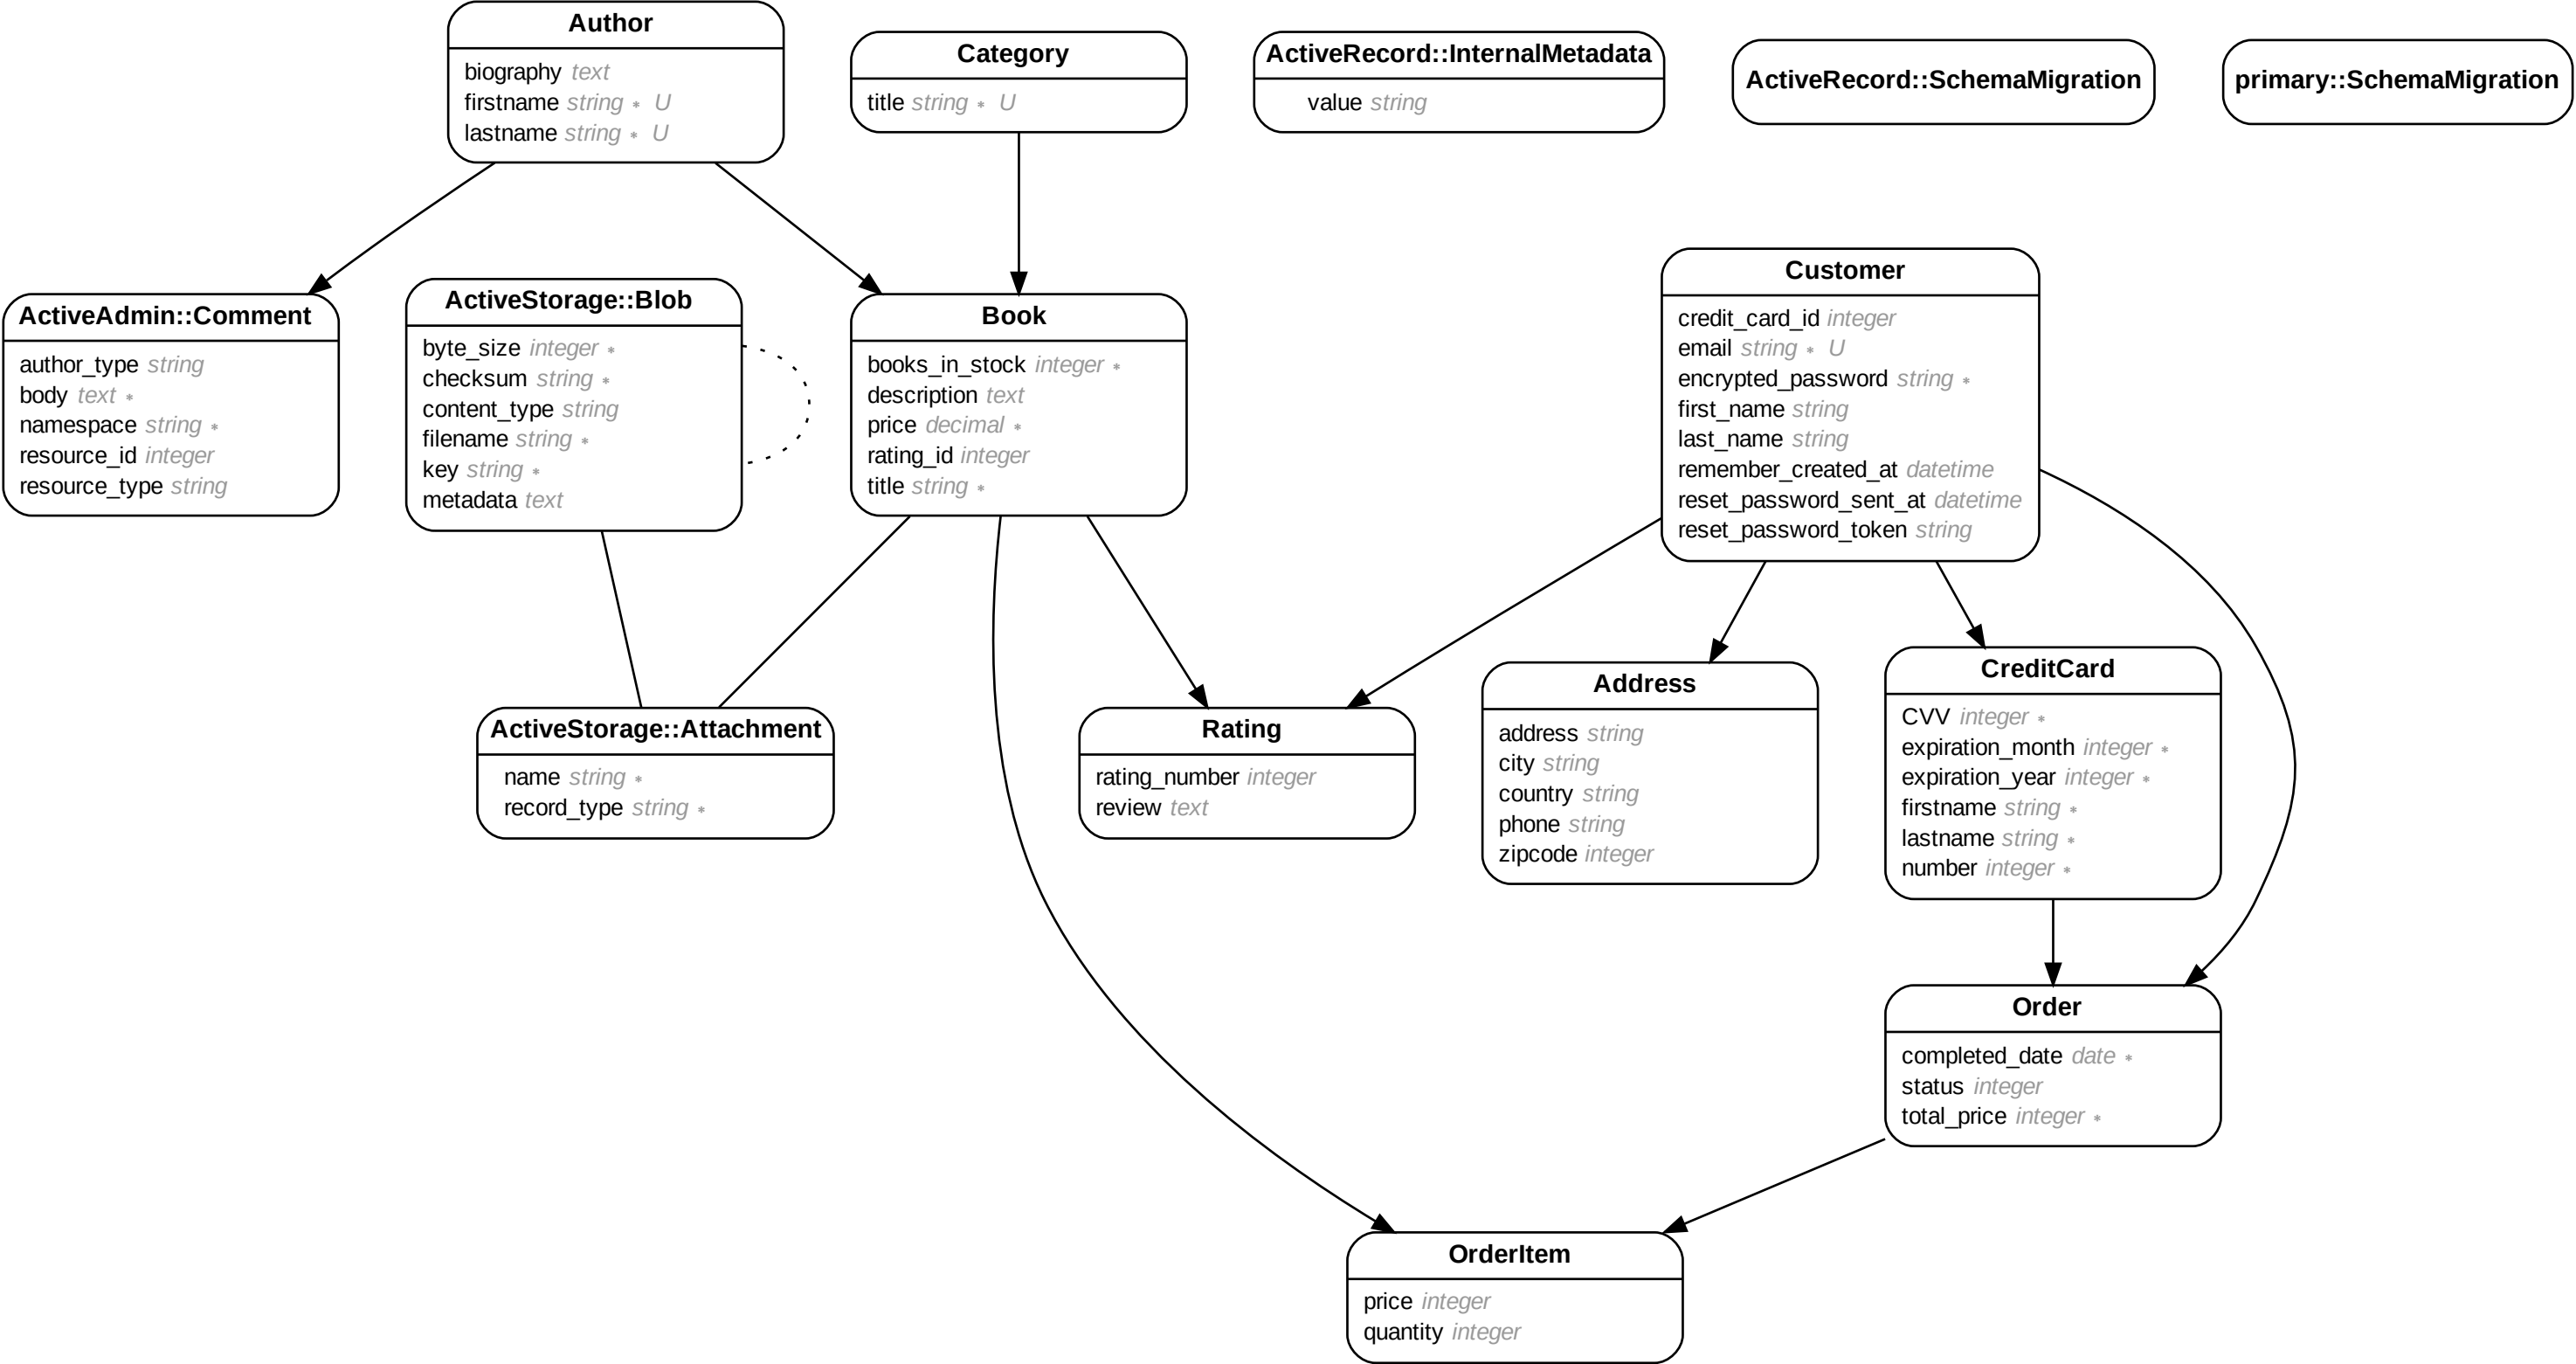 Author
biography text
firstname string * U
lastname string * U
Category
title string * U
ActiveRecord::InternalMetadata
value string
ActiveRecord::SchemaMigration
primary::SchemaMigration
ActiveAdmin::Comment
author_type string
body text *
namespace string *
resource_id integer
resource_type string
ActiveStorage::Blob
byte_size integer *
checksum string *
content_type string
filename string *
key string *
metadata text
Book
books_in_stock integer *
description text
price decimal *
rating_id integer
title string *
Customer
credit_card_id integer
email string * U
encrypted_password string *
first_name string
last_name string
remember_created_at datetime
reset_password_sent_at datetime
reset_password_token string
ActiveStorage::Attachment
name string *
record_type string *
Rating
rating_number integer
review text
Address
address string
city string
country string
phone string
zipcode integer
CreditCard
CVV integer *
expiration_month integer *
expiration_year integer *
firstname string *
lastname string *
number integer *
Order
completed_date date *
status integer
total_price integer *
OrderItem
price integer
quantity integer